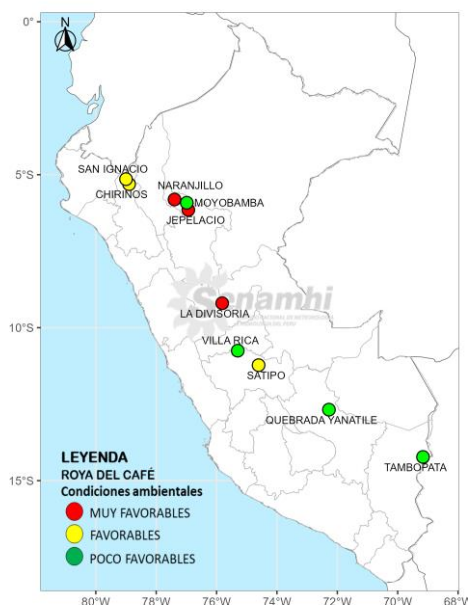 N
0°
SAN IGNACIO
NARANJILLO
5°S
CHIRINOS
MOYOBAMBA
JEPELACIO
Senamhi
LA DIVISORIA
10°S
VILLA RICA
SATIPO
QUEBRADA YANATILE
TAMBOPATA
LEYENDA
ROYA DEL CAFÉ
Condiciones ambientales
MUY FAVORABLES
FAVORABLES
POCO FAVORABLES
15°S
80°W 78°W 76°W 74°W 72°W 70°W 68°W